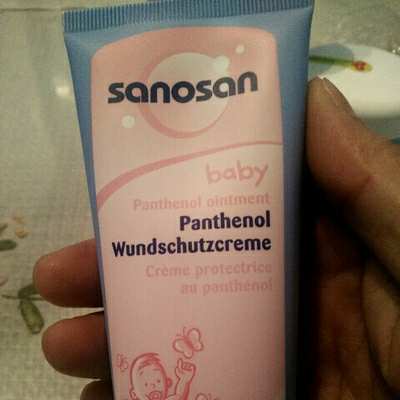 sanosan
baby
Panthenol ointment
Panthenol
Wundschutzcreme
Crème protectrice
au panthénol